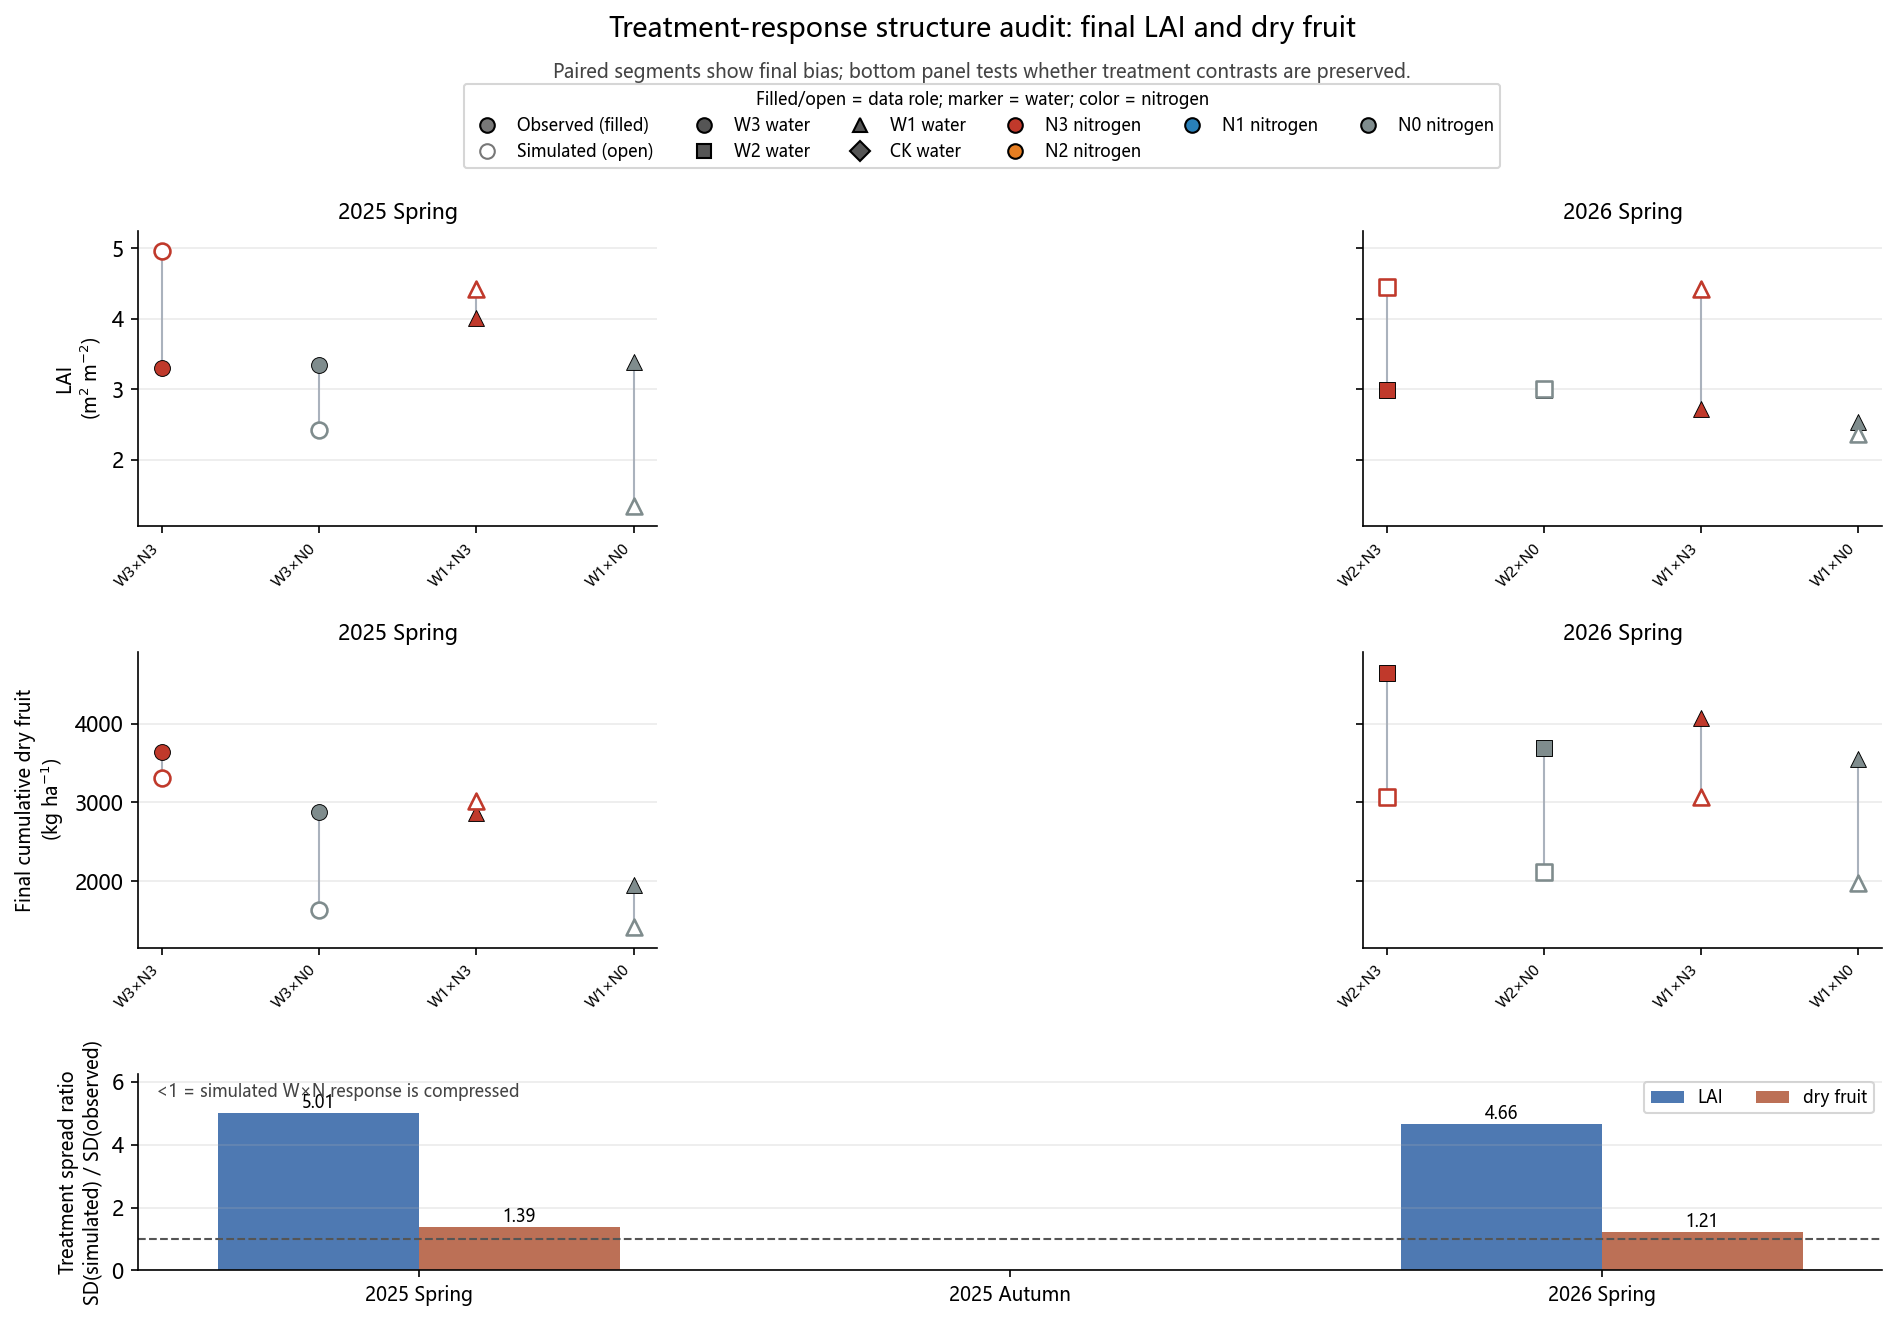 Treatment-response structure audit: final LAI and dry fruit
Paired segments show final bias; bottom panel tests whether treatment contrasts are preserved.
Filled/open = data role; marker = water; color = nitrogen
Observed (filled) W3 water W1 water N3 nitrogen N1 nitrogen N0 nitrogen
Simulated (open) W2 water CK water N2 nitrogen
2025 Spring
LAI
(m² m⁻²)
5
4
3
2
W3×N3 W3×N0 W1×N3 W1×N0
2026 Spring
W2×N3 W2×N0 W1×N3 W1×N0
2025 Spring
Final cumulative dry fruit
(kg ha⁻¹)
4000
3000
2000
W3×N3 W3×N0 W1×N3 W1×N0
2026 Spring
W2×N3 W2×N0 W1×N3 W1×N0
Treatment spread ratio
SD(simulated) / SD(observed)
6
4
2
0
<1 = simulated W×N response is compressed
5.01
1.39
4.66
1.21
LAI dry fruit
2025 Spring 2025 Autumn 2026 Spring